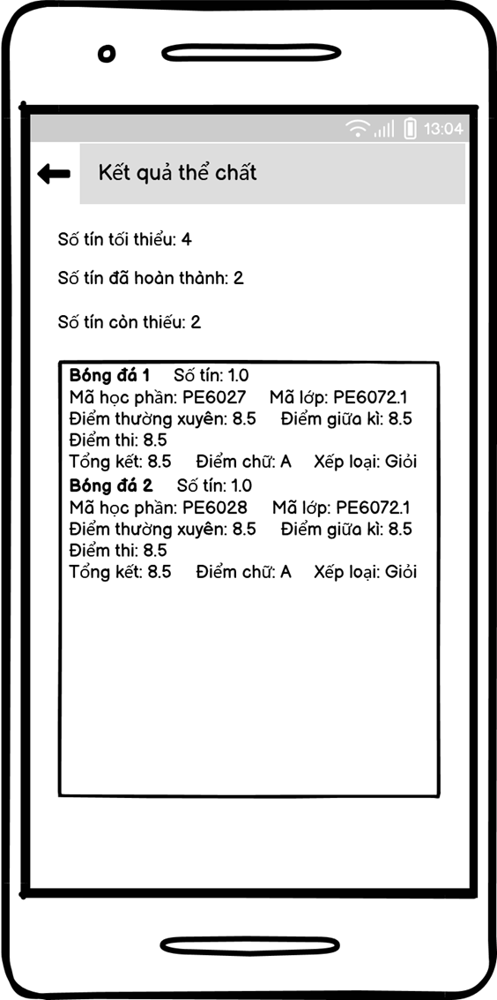 13:04
Kết quả thể chất
Số tín tối thiểu: 4
Số tín đã hoàn thành: 2
Số tín còn thiếu: 2
Bóng đá 1 Số tín: 1.0
Mã học phần: PE6027 Mã lớp: PE6072.1
Điểm thường xuyên: 8.5 Điểm giữa kì: 8.5
Điểm thi: 8.5
Tổng kết: 8.5 Điểm chữ: A Xếp loại: Giỏi
Bóng đá 2 Số tín: 1.0
Mã học phần: PE6028 Mã lớp: PE6072.1
Điểm thường xuyên: 8.5 Điểm giữa kì: 8.5
Điểm thi: 8.5
Tổng kết: 8.5 Điểm chữ: A Xếp loại: Giỏi